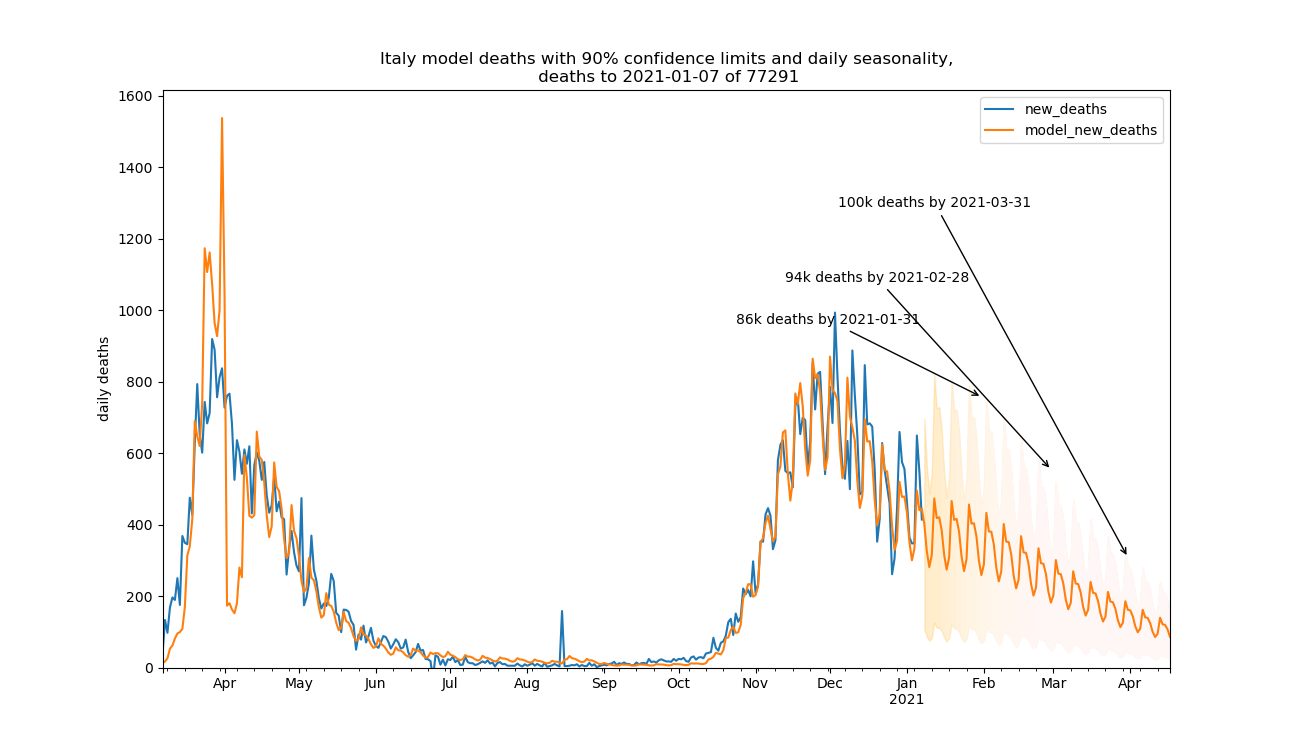 Italy model deaths with 90% confidence limits and daily seasonality,
deaths to 2021-01-07 of 77291
new_deaths
model_new_deaths
100k deaths by 2021-03-31
94k deaths by 2021-02-28
86k deaths by 2021-01-31
daily deaths
1600
1400
1200
1000
800
600
400
200
0
Apr May Jun Jul Aug Sep Oct Nov Dec Jan Feb Mar Apr
2021